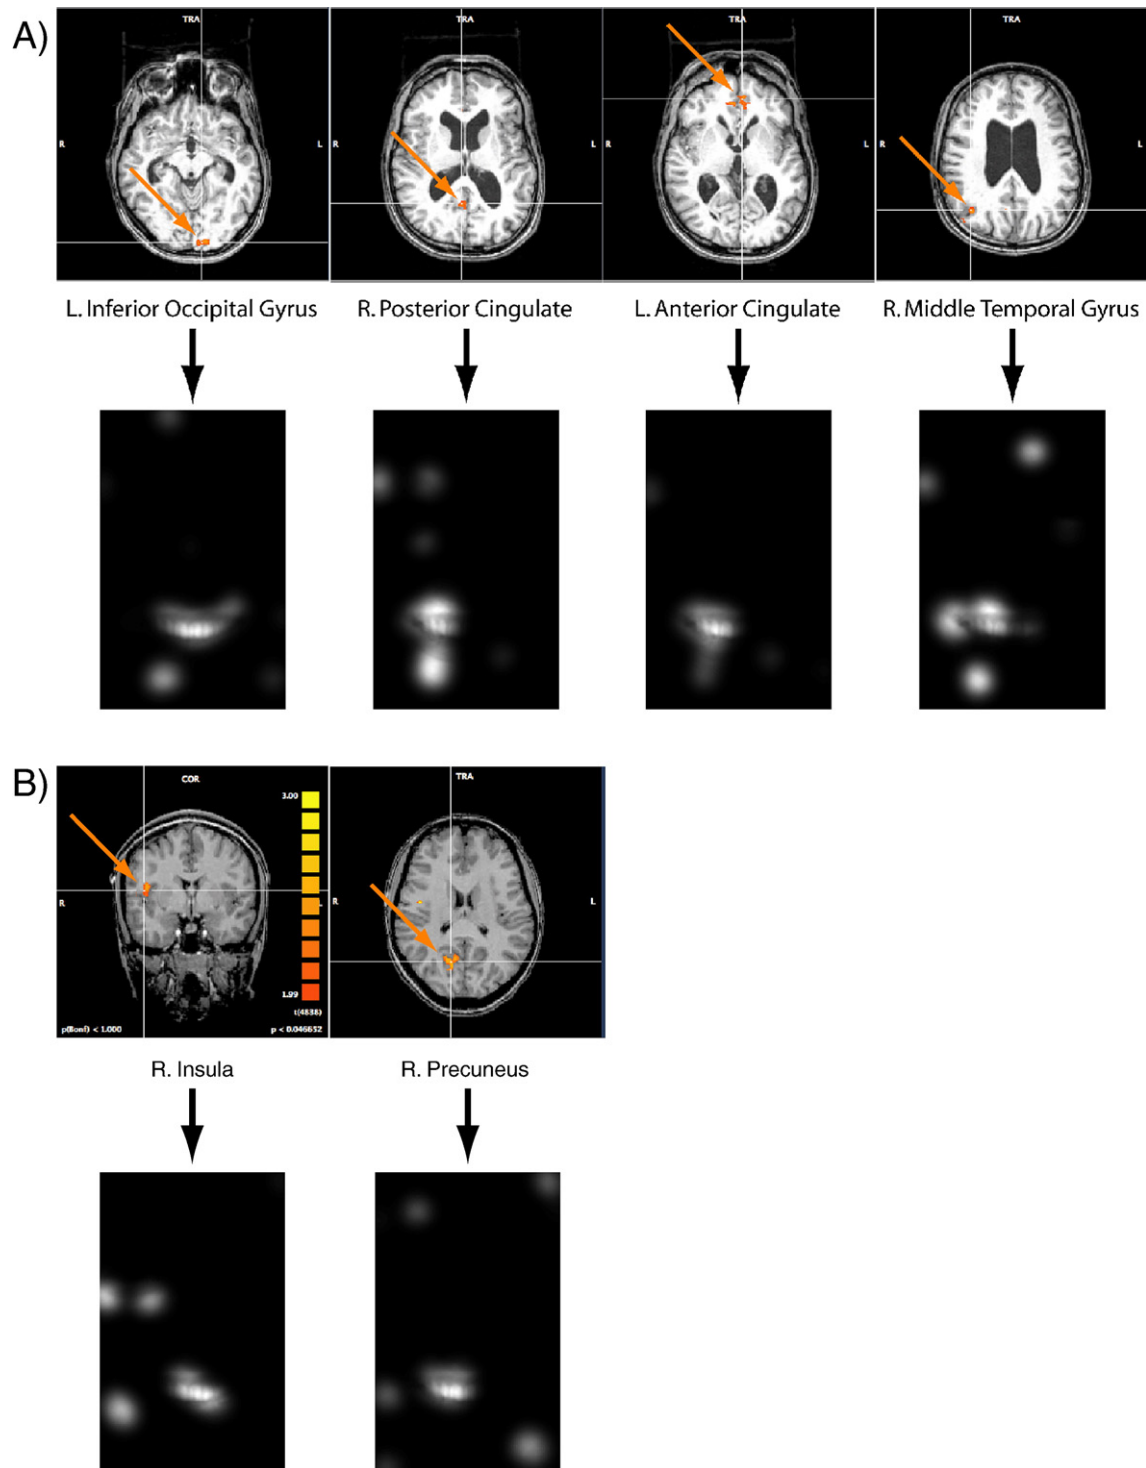 A)
TRA
TRA
TRA
TRA
R
L
R
L
R
L
R
L
L. Inferior Occipital Gyrus
R. Posterior Cingulate
L. Anterior Cingulate
R. Middle Temporal Gyrus
B)
COR
TRA
3.00
R
R
L
1.99
t(4838)
p(Bonf) < 1.000
p < 0.046652
R. Insula
R. Precuneus